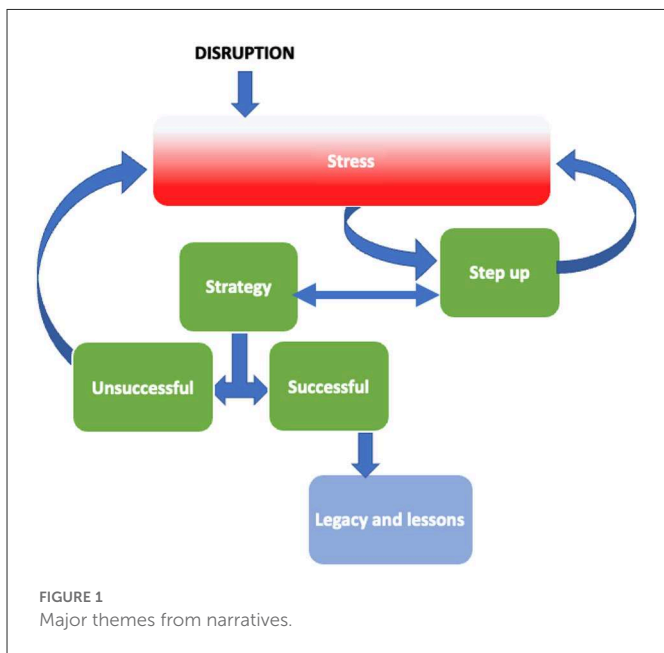 DISRUPTION
Stress
Step up
Strategy
Unsuccessful
Successful
Legacy and lessons
FIGURE 1
Major themes from narratives.